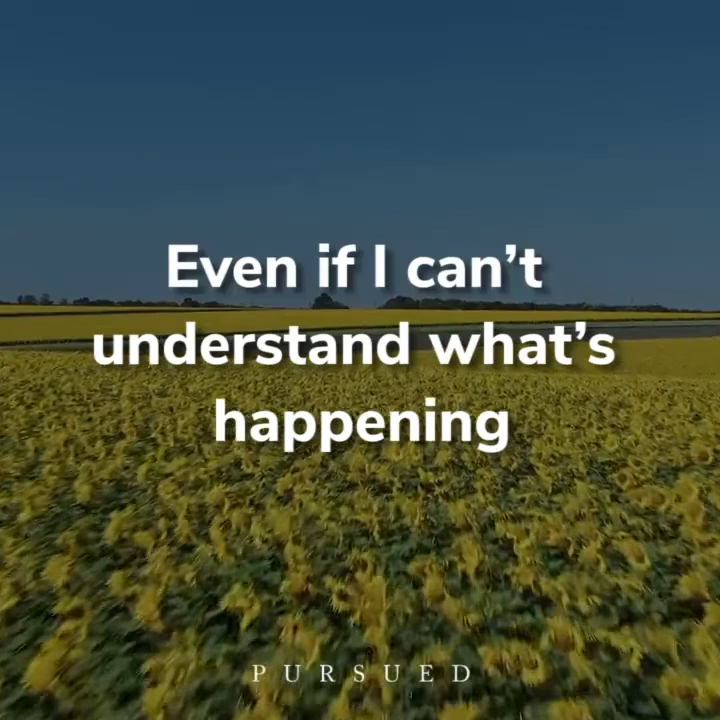 Even if I can’t
understand what’s
happening
PURSUED